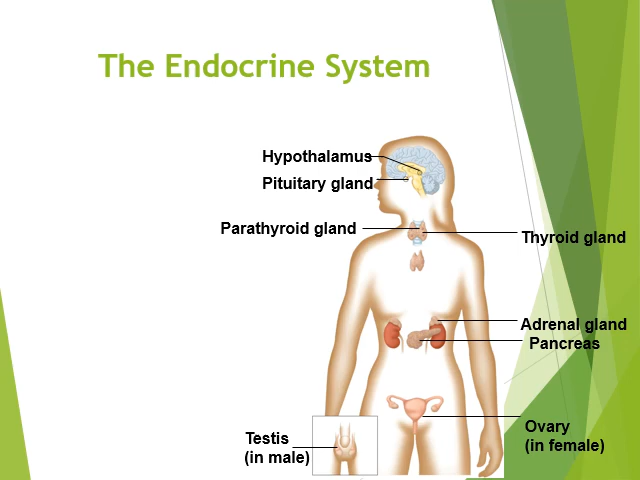 The Endocrine System
Hypothalamus
Pituitary gland
Parathyroid gland
Thyroid gland
Adrenal gland
Pancreas
Ovary
(in female)
Testis
(in male)